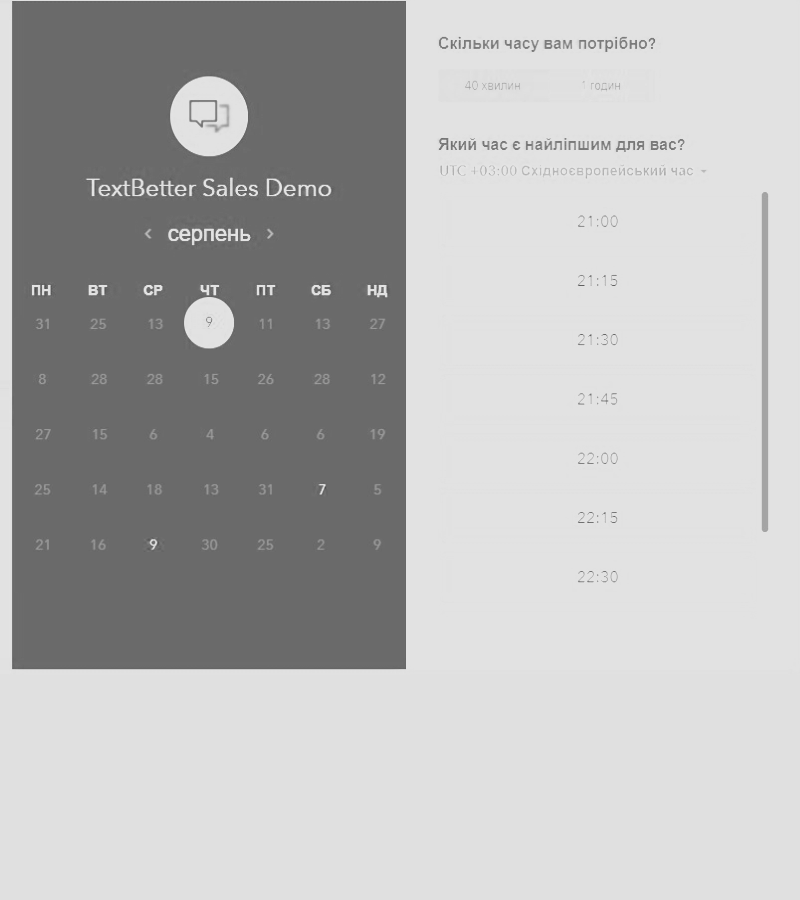 TextBetter Sales Demo
серпень
ПН ВТ СР ЧТ ПТ СБ НД
31 25 13 9 11 13 27
8 28 28 15 26 28 12
27 15 6 4 6 6 19
25 14 18 13 31 7 5
21 16 9 30 25 2 9
Скільки часу вам потрібно?
40 хвилин 1 годин
Який час є найліпшим для вас?
UTC +03:00 Східноєвропейський час
21:00
21:15
21:30
21:45
22:00
22:15
22:30